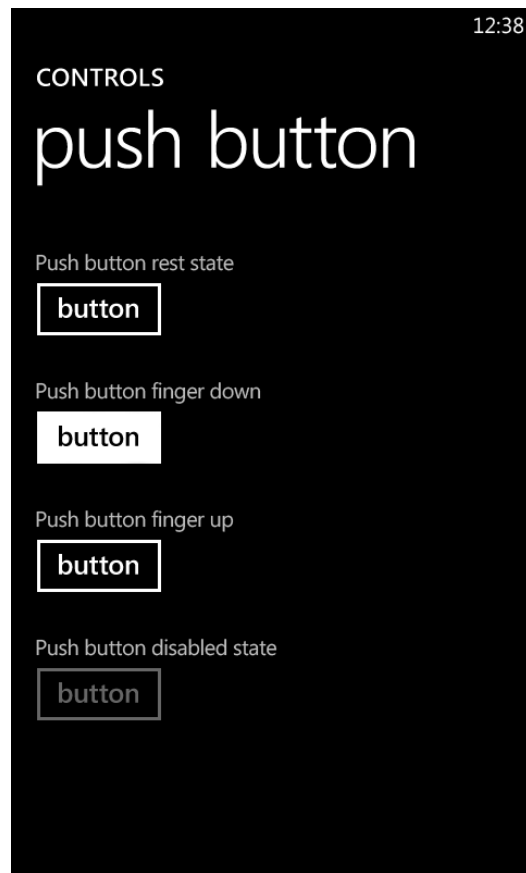 12:38
CONTROLS
push button
Push button rest state
button
Push button finger down
button
Push button finger up
button
Push button disabled state
button